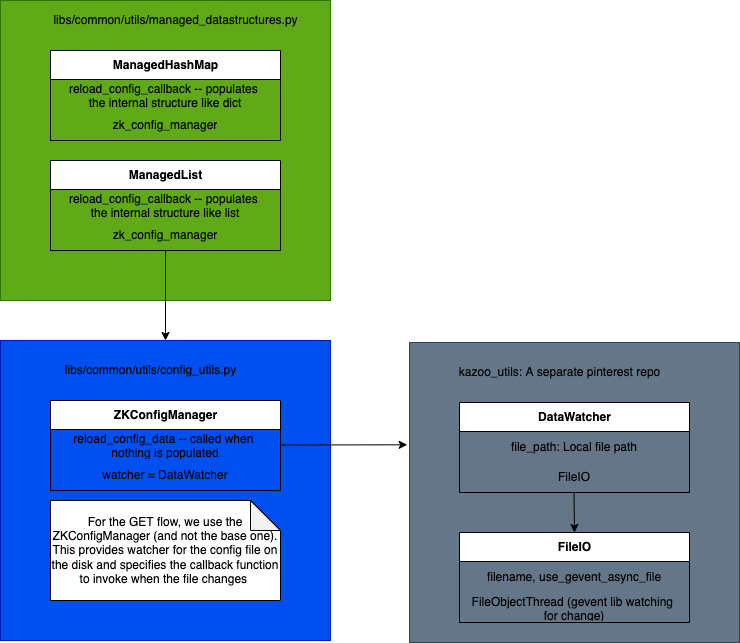 libs/common/utils/managed_datastructures.py
ManagedHashMap
reload_config_callback -- populates
the internal structure like dict
zk_config_manager
ManagedList
reload_config_callback -- populates
the internal structure like list
zk_config_manager
libs/common/utils/config_utils.py
ZKConfigManager
reload_config_data -- called when
nothing is populated
watcher = DataWatcher
For the GET flow, we use the
ZKConfigManager (and not the base one).
This provides watcher for the config file on
the disk and specifies the callback function
to invoke when the file changes
kazoo_utils: A separate pinterest repo
DataWatcher
file_path: Local file path
FileIO
FileIO
filename, use_gevent_async_file
FileObjectThread (gevent lib watching
for change)